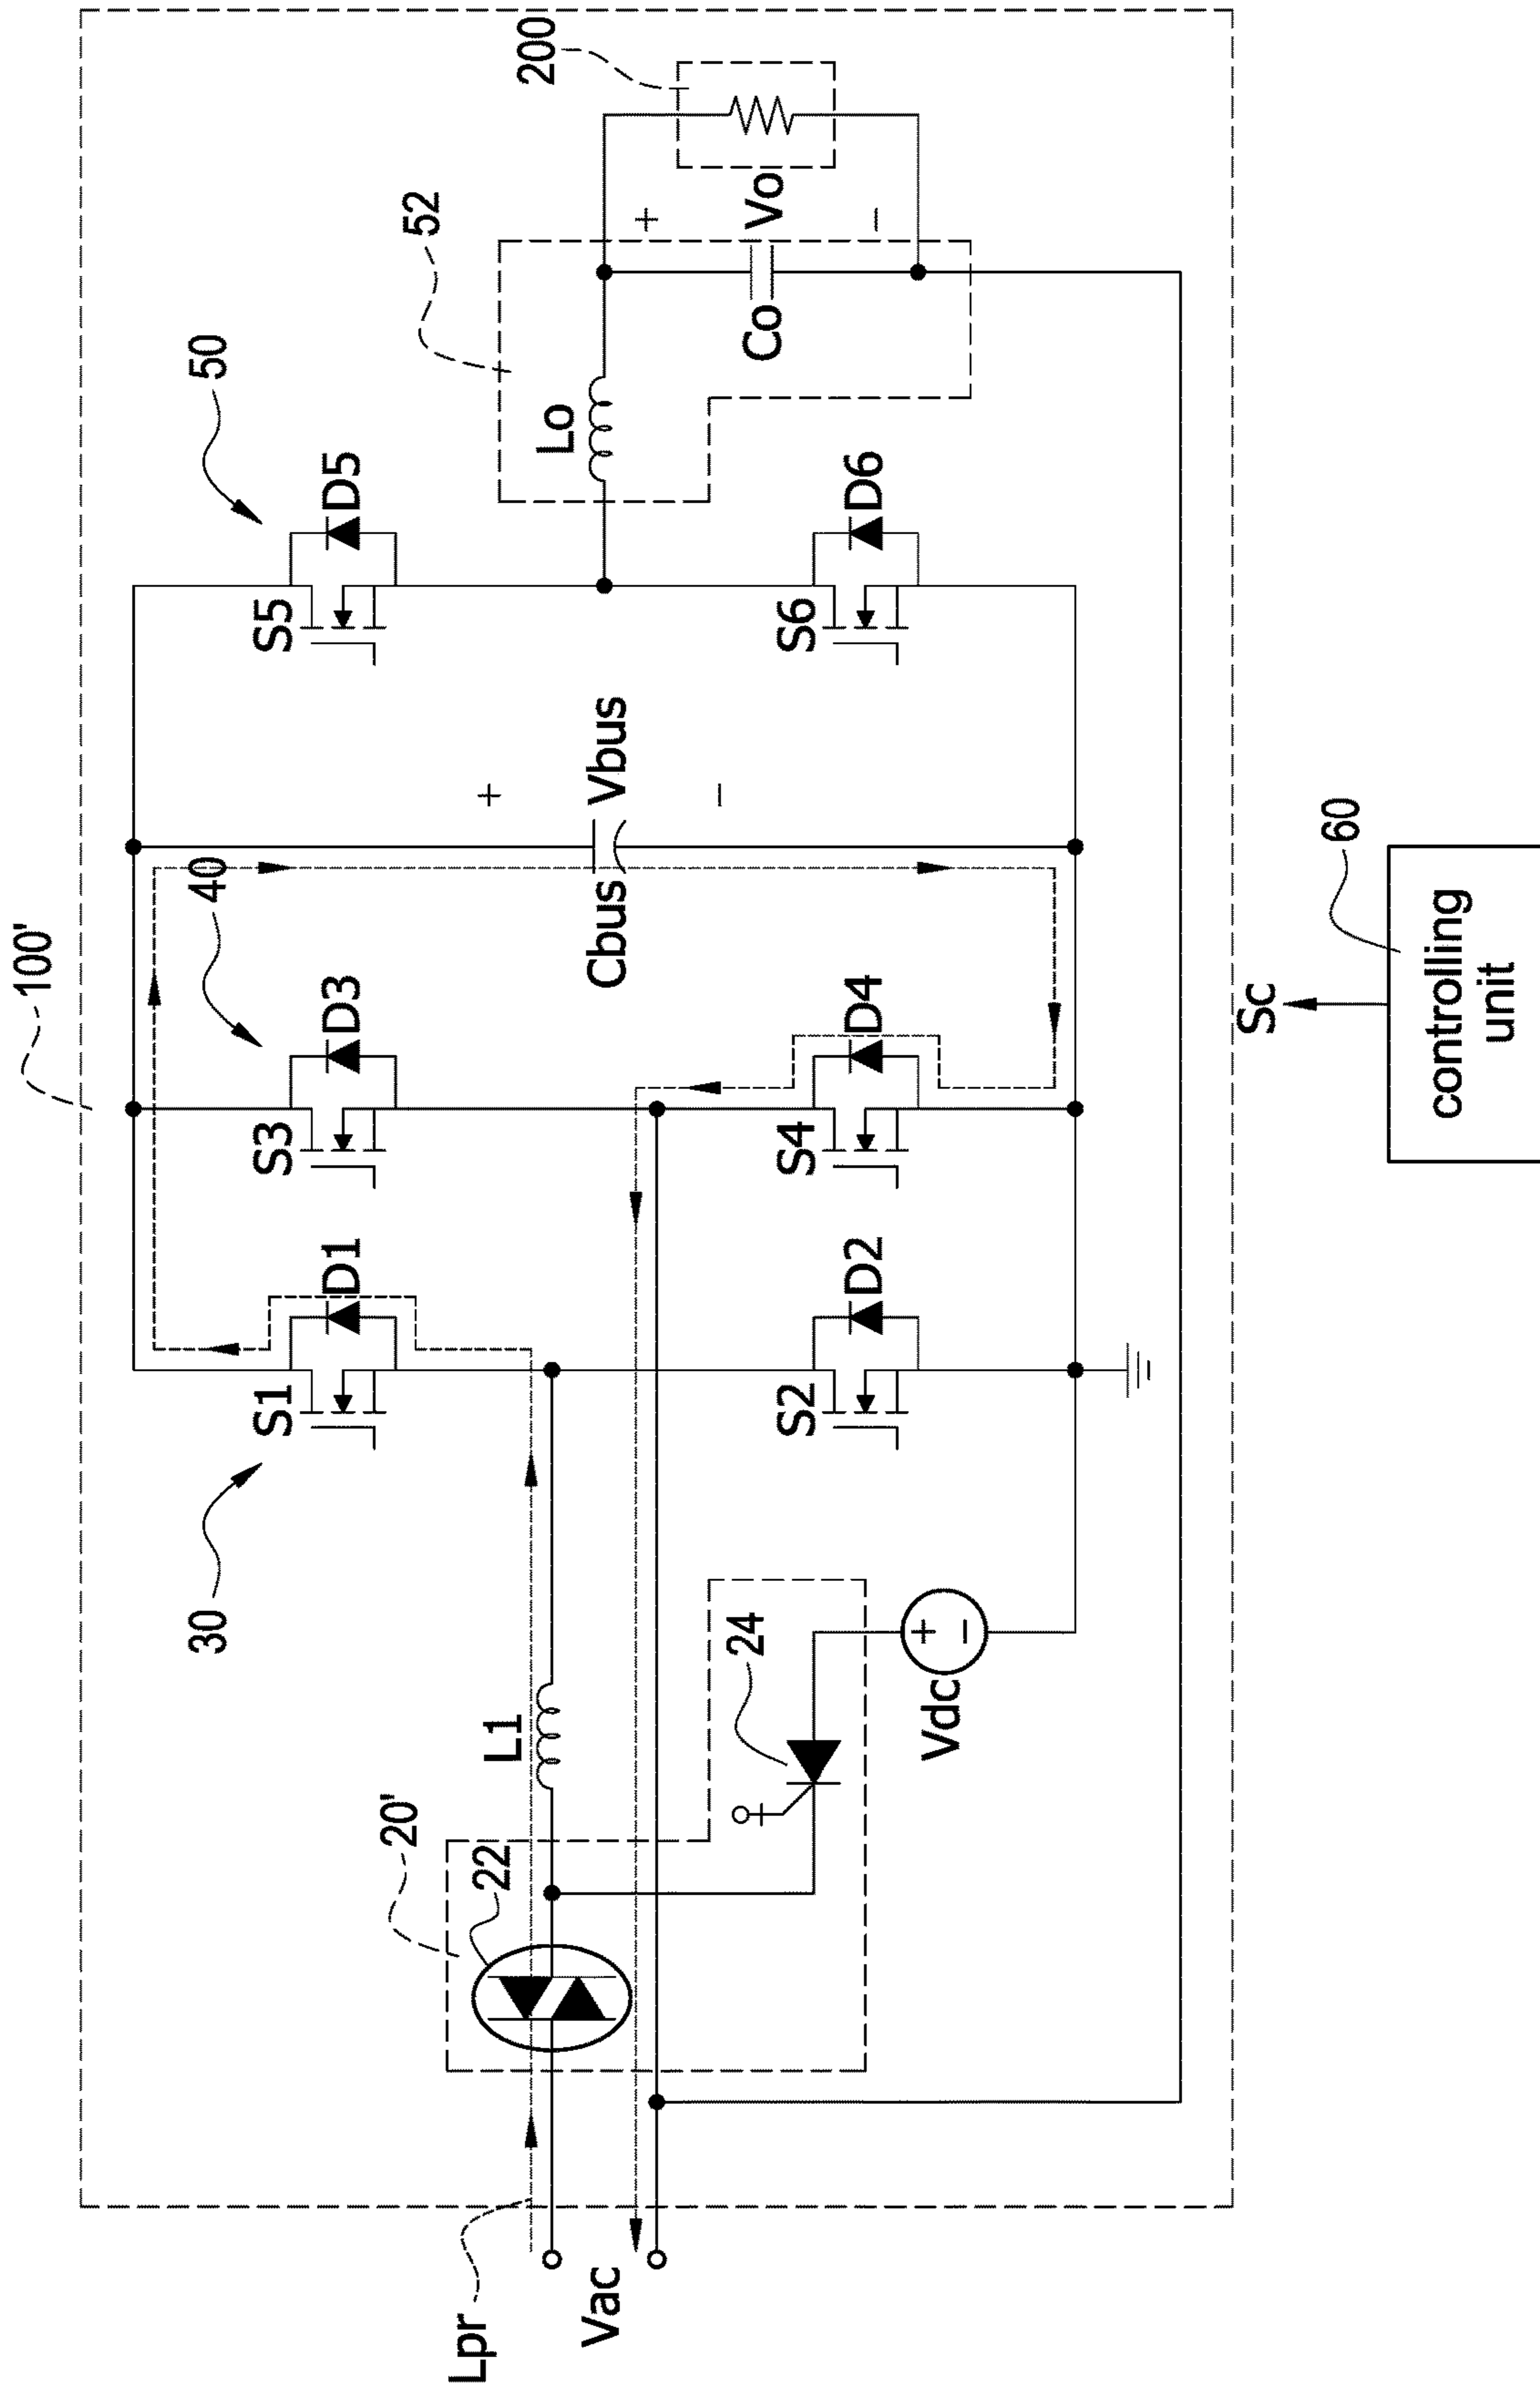 100'
30
40
50
52
200
S1
D1
S3
D3
S5
D5
20'
22
L1
Lpr
Vac
24
Vdc
+
−
S2
D2
S4
D4
Cbus
Vbus
+
−
S6
D6
Lo
Co
Vo
+
−
Sc
60
controlling
unit